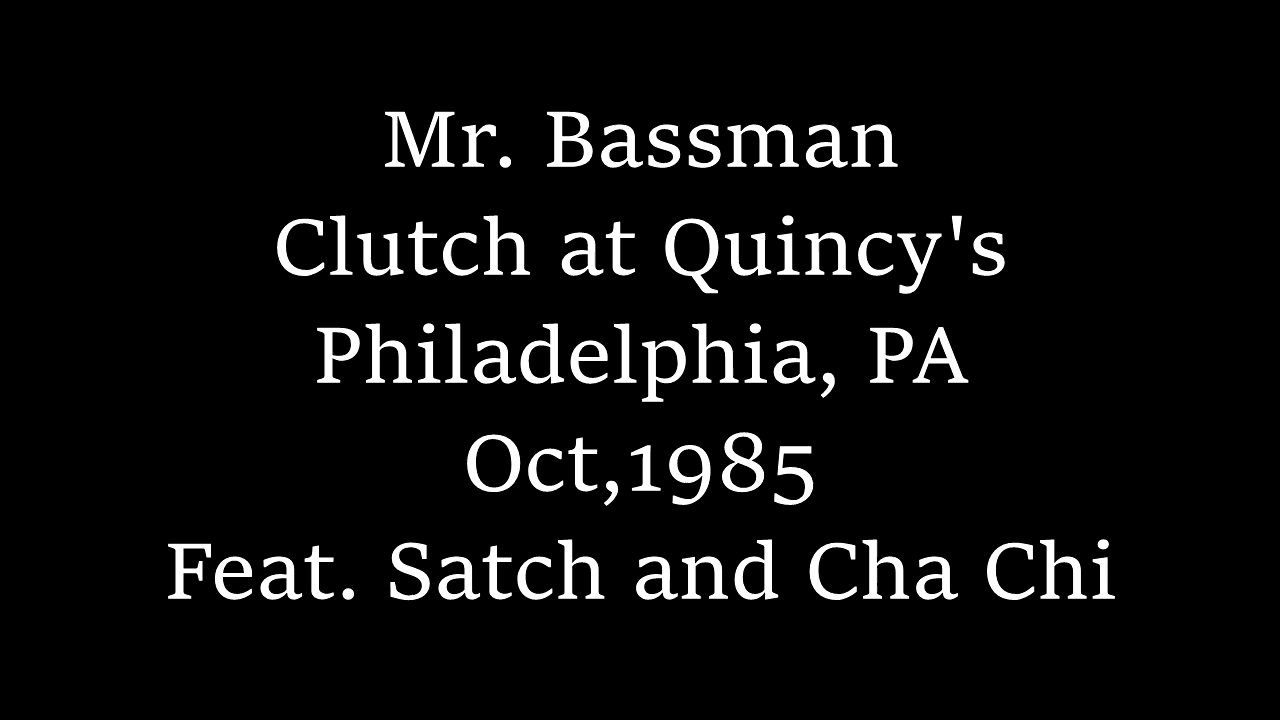 Mr. Bassman
Clutch at Quincy's
Philadelphia, PA
Oct,1985
Feat. Satch and Cha Chi